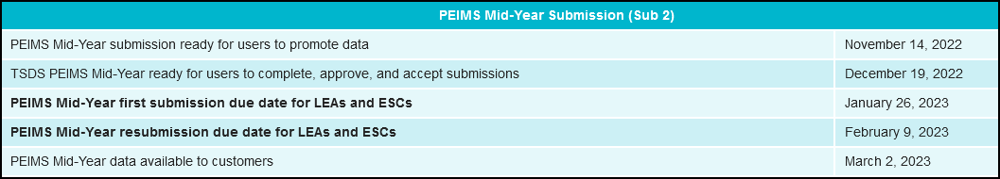 PEIMS Mid-Year Submission (Sub 2)
PEIMS Mid-Year submission ready for users to promote data November 14, 2022
TSDS PEIMS Mid-Year ready for users to complete, approve, and accept submissions December 19, 2022
PEIMS Mid-Year first submission due date for LEAs and ESCs January 26, 2023
PEIMS Mid-Year resubmission due date for LEAs and ESCs February 9, 2023
PEIMS Mid-Year data available to customers March 2, 2023